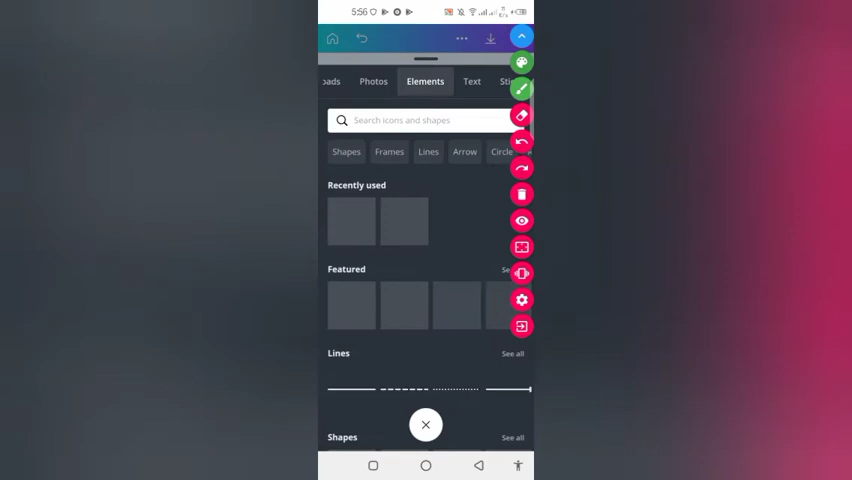 5:56
Photos Elements Text
Search icons and shapes
Shapes Frames Lines Arrow Circle
Recently used
Featured
Lines See all
Shapes See all